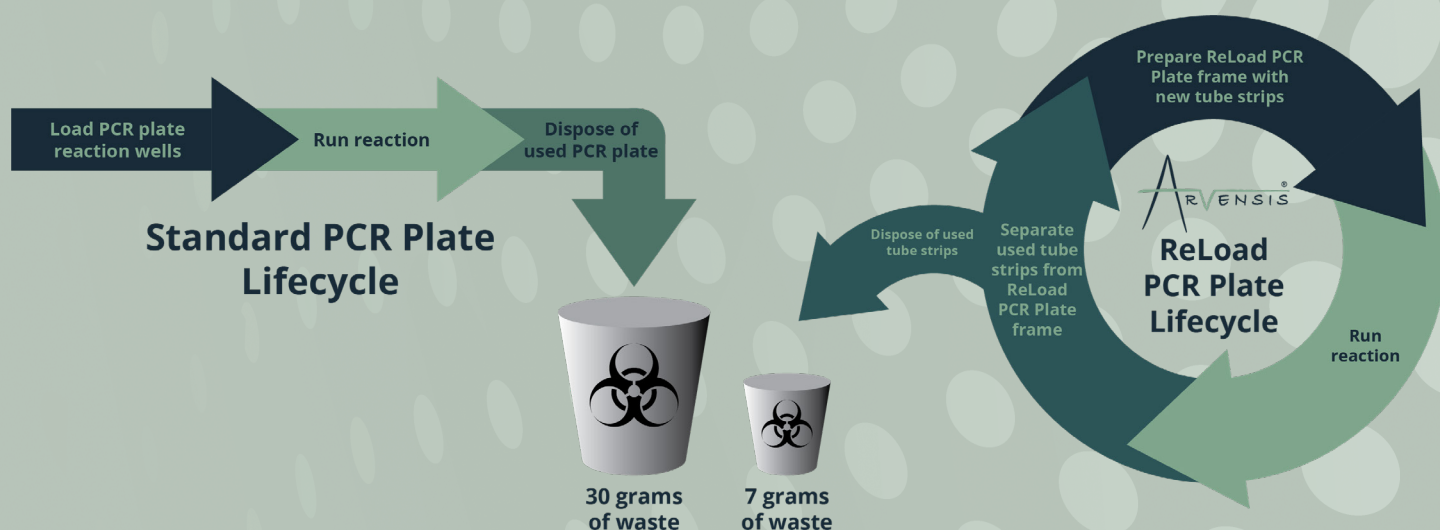 Load PCR plate
reaction wells
Run reaction
Dispose of
used PCR plate
Standard PCR Plate
Lifecycle
30 grams
of waste
7 grams
of waste
Dispose of used
tube strips
Separate
used tube
strips from
ReLoad
PCR Plate
frame
Prepare ReLoad PCR
Plate frame with
new tube strips
ARVENSIS®
ReLoad
PCR Plate
Lifecycle
Run
reaction